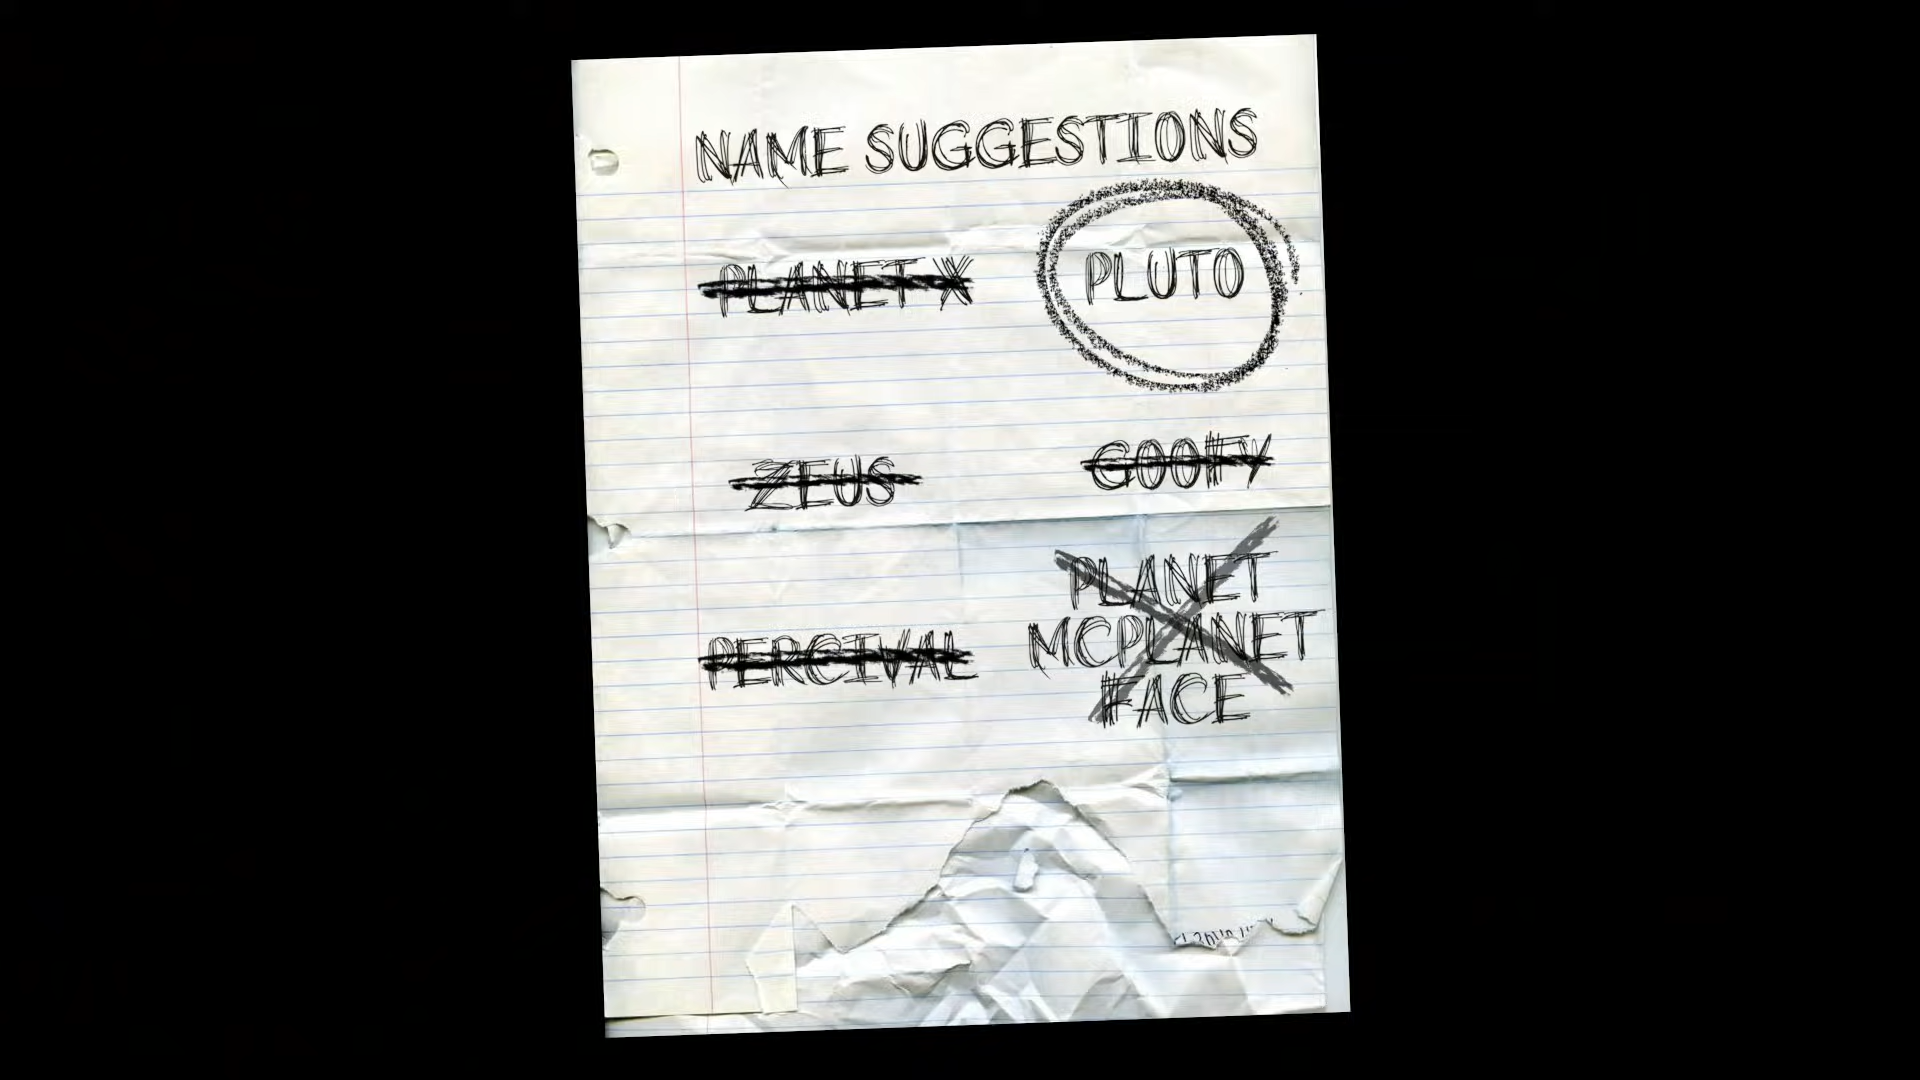 NAME SUGGESTIONS
PLANET X
PLUTO
ZEUS
GOOFY
PERCIVAL
PLANET
MCPLANET
FACE